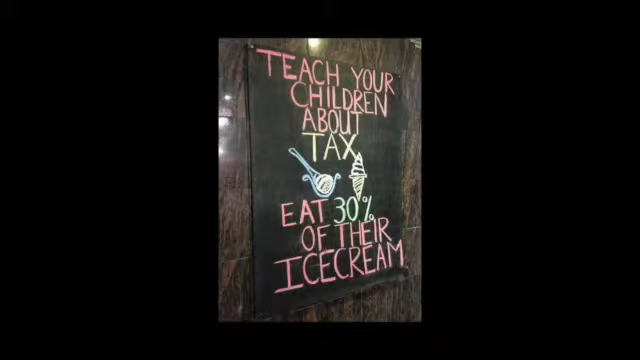 TEACH YOUR
CHILDREN
ABOUT
TAX
EAT 30%
OF THEIR
ICECREAM